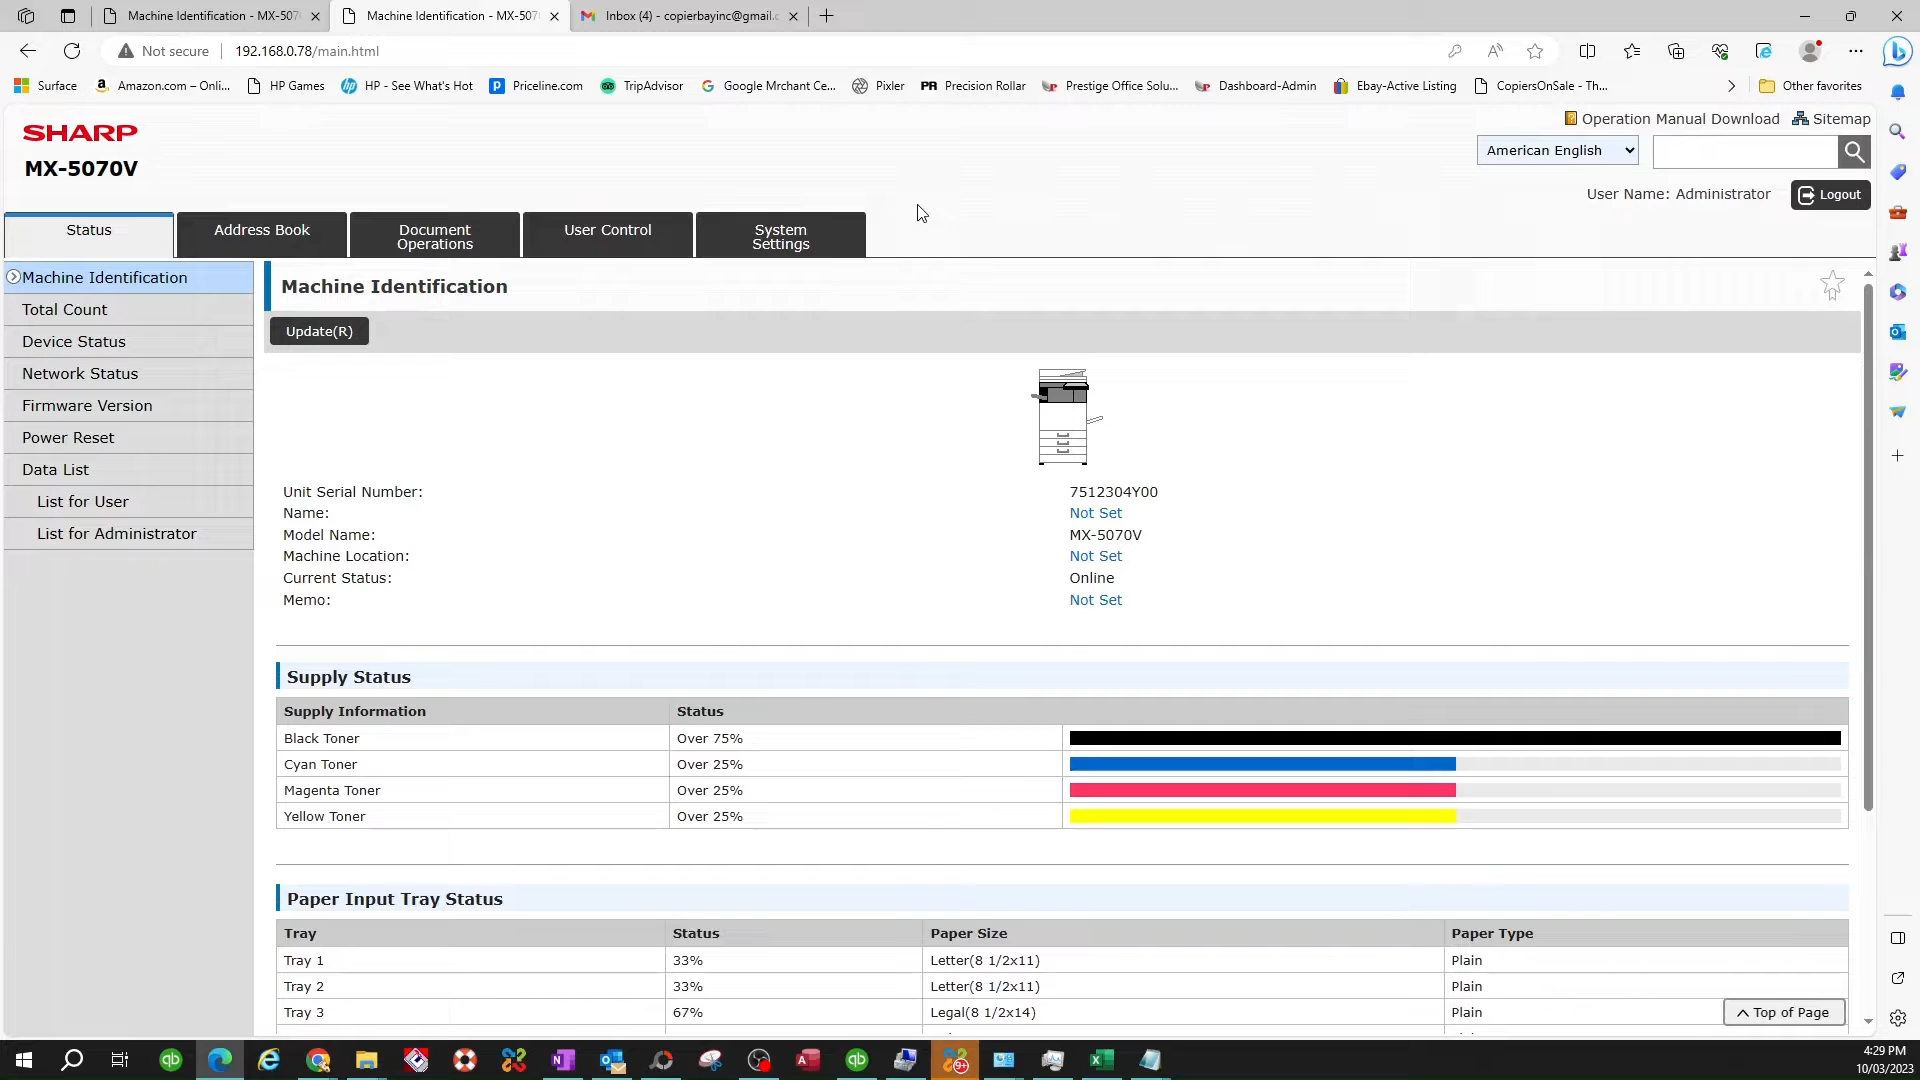 Machine Identification - MX-507
Machine Identification - MX-507
Inbox (4) - copierbayinc@gmail.c
Not secure
192.168.0.78/main.html
Surface
Amazon.com – Onli...
HP Games
HP - See What's Hot
Priceline.com
TripAdvisor
Google Mrchant Ce...
Pixler
PR Precision Rollar
Prestige Office Solu...
Dashboard-Admin
Ebay-Active Listing
CopiersOnSale - Th...
Other favorites
SHARP
MX-5070V
Operation Manual Download
Sitemap
American English
User Name: Administrator
Logout
Status
Address Book
Document
Operations
User Control
System
Settings
Machine Identification
Total Count
Device Status
Network Status
Firmware Version
Power Reset
Data List
List for User
List for Administrator
Machine Identification
Update(R)
Unit Serial Number: 7512304Y00
Name: Not Set
Model Name: MX-5070V
Machine Location: Not Set
Current Status: Online
Memo: Not Set
Supply Status
Supply Information Status
Black Toner Over 75%
Cyan Toner Over 25%
Magenta Toner Over 25%
Yellow Toner Over 25%
Paper Input Tray Status
Tray Status Paper Size Paper Type
Tray 1 33% Letter(8 1/2x11) Plain
Tray 2 33% Letter(8 1/2x11) Plain
Tray 3 67% Legal(8 1/2x14) Plain
Top of Page
4:29 PM
10/03/2023